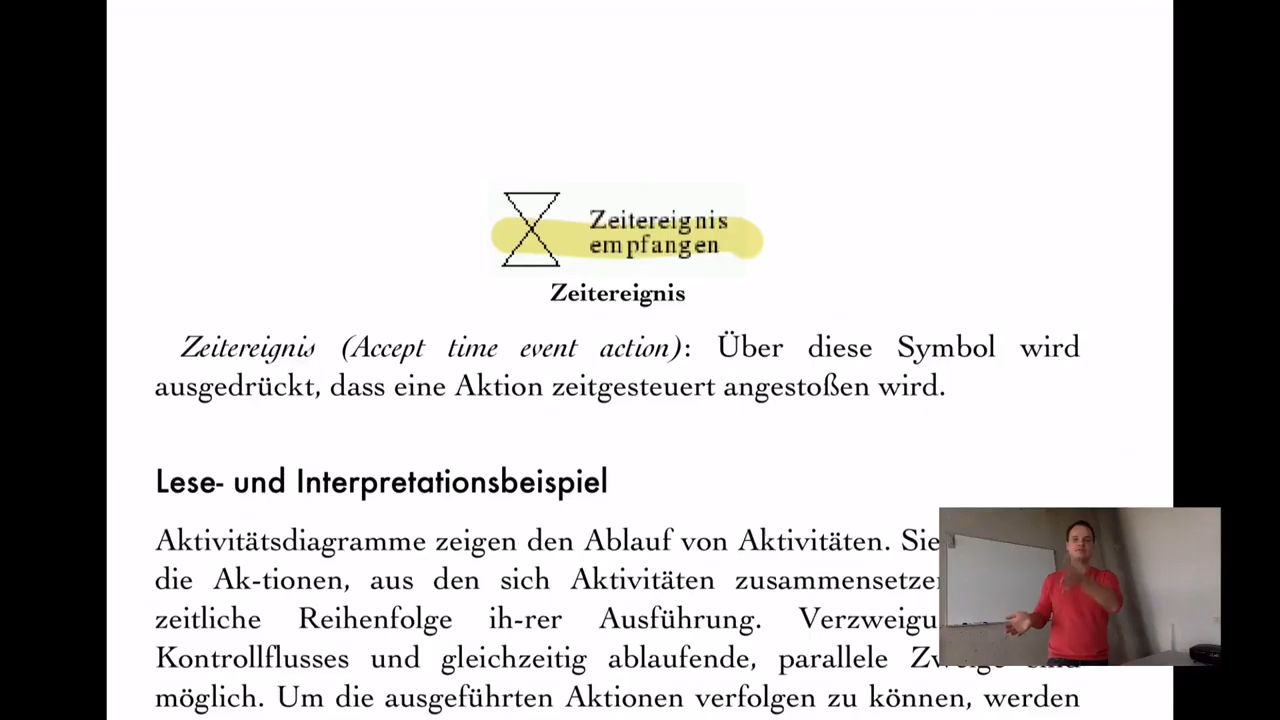 Zeitereignis
empfangen
Zeitereignis
Zeitereignis (Accept time event action): Über diese Symbol wird
ausgedrückt, dass eine Aktion zeitgesteuert angestoßen wird.
Lese- und Interpretationsbeispiel
Aktivitätsdiagramme zeigen den Ablauf von Aktivitäten. Sie
die Ak-tionen, aus den sich Aktivitäten
zeitliche Reihenfolge ih-rer Ausführung.
Kontrollflusses und gleichzeitig ablaufende, parallele
möglich. Um die ausgeführten Aktionen verfolgen zu können, werden